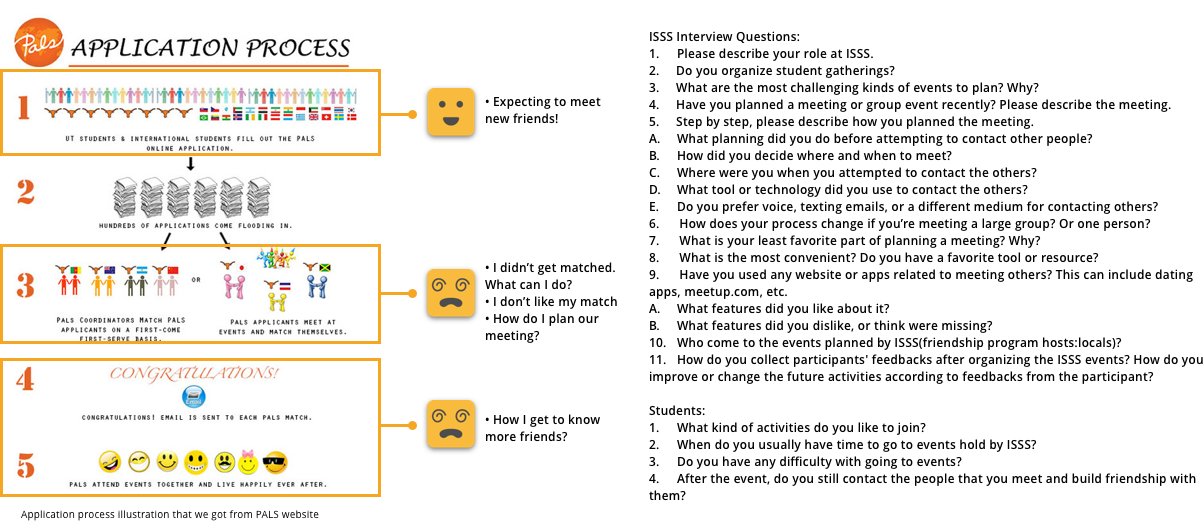 Pals
APPLICATION PROCESS
1
UT STUDENTS & INTERNATIONAL STUDENTS FILL OUT THE PALS
ONLINE APPLICATION.
• Expecting to meet
new friends!
2
HUNDREDS OF APPLICATIONS COME FLOODING IN.
3
OR
PALS COORDINATORS MATCH PALS
APPLICANTS ON A FIRST-COME
FIRST-SERVE BASIS.
PALS APPLICANTS MEET AT
EVENTS AND MATCH THEMSELVES.
• I didn’t get matched.
What can I do?
• I don’t like my match
• How do I plan our
meeting?
4
CONGRATULATIONS!
CONGRATULATIONS! EMAIL IS SENT TO EACH PALS MATCH.
5
PALS ATTEND EVENTS TOGETHER AND LIVE HAPPILY EVER AFTER.
• How I get to know
more friends?
Application process illustration that we got from PALS website
ISSS Interview Questions:
1. Please describe your role at ISSS.
2. Do you organize student gatherings?
3. What are the most challenging kinds of events to plan? Why?
4. Have you planned a meeting or group event recently? Please describe the meeting.
5. Step by step, please describe how you planned the meeting.
A. What planning did you do before attempting to contact other people?
B. How did you decide where and when to meet?
C. Where were you when you attempted to contact the others?
D. What tool or technology did you use to contact the others?
E. Do you prefer voice, texting emails, or a different medium for contacting others?
6. How does your process change if you’re meeting a large group? Or one person?
7. What is your least favorite part of planning a meeting? Why?
8. What is the most convenient? Do you have a favorite tool or resource?
9. Have you used any website or apps related to meeting others? This can include dating
apps, meetup.com, etc.
A. What features did you like about it?
B. What features did you dislike, or think were missing?
10. Who come to the events planned by ISSS(friendship program hosts:locals)?
11. How do you collect participants' feedbacks after organizing the ISSS events? How do you
improve or change the future activities according to feedbacks from the participant?
Students:
1. What kind of activities do you like to join?
2. When do you usually have time to go to events hold by ISSS?
3. Do you have any difficulty with going to events?
4. After the event, do you still contact the people that you meet and build friendship with
them?